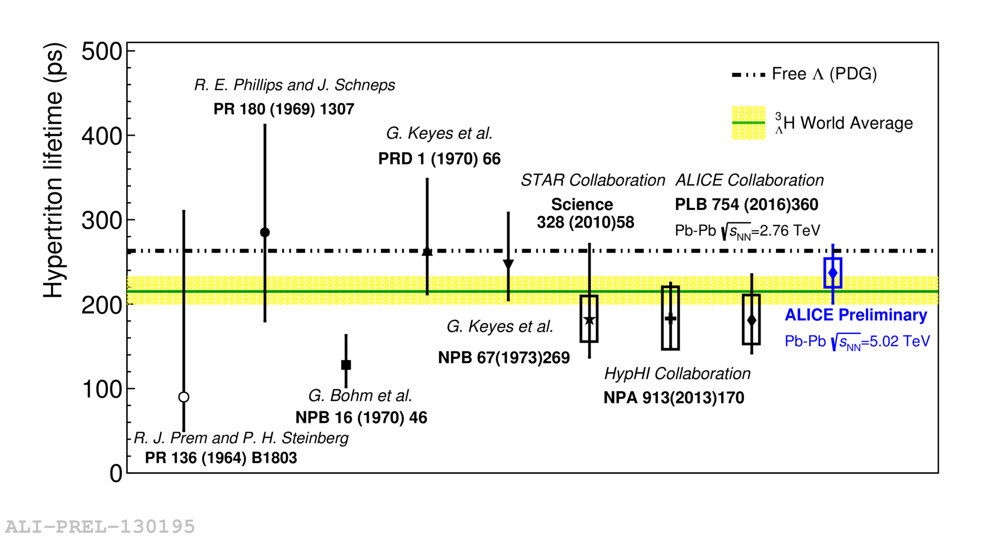 Hypertriton lifetime (ps)
500
400
300
200
100
0
R. E. Phillips and J. Schneps
PR 180 (1969) 1307
G. Keyes et al.
PRD 1 (1970) 66
STAR Collaboration
Science
328 (2010)58
ALICE Collaboration
PLB 754 (2016)360
Pb-Pb √sNN=2.76 TeV
Free Λ (PDG)
³ΛH World Average
G. Keyes et al.
NPB 67(1973)269
ALICE Preliminary
Pb-Pb √sNN=5.02 TeV
HypHI Collaboration
NPA 913(2013)170
G. Bohm et al.
NPB 16 (1970) 46
R. J. Prem and P. H. Steinberg
PR 136 (1964) B1803
ALI-PREL-130195